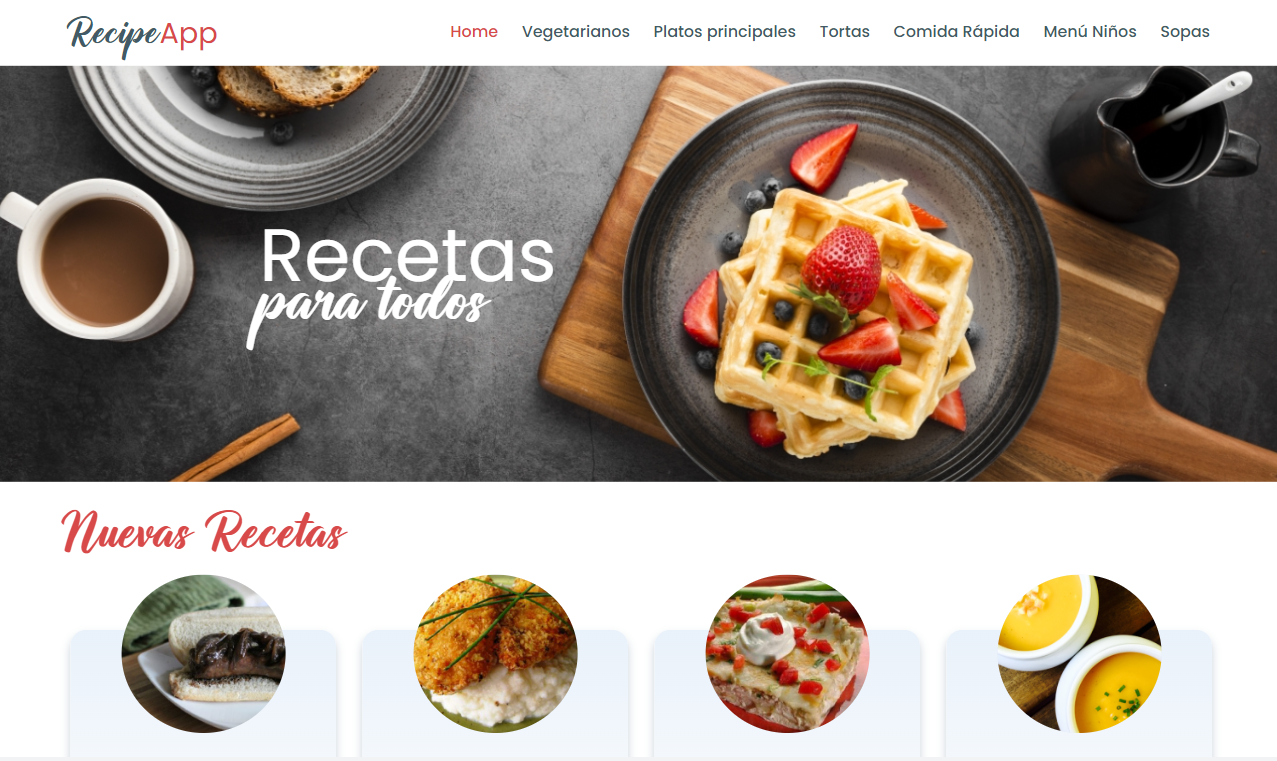 RecipeApp
Home Vegetarianos Platos principales Tortas Comida Rápida Menú Niños Sopas
Recetas
para todos
Nuevas Recetas